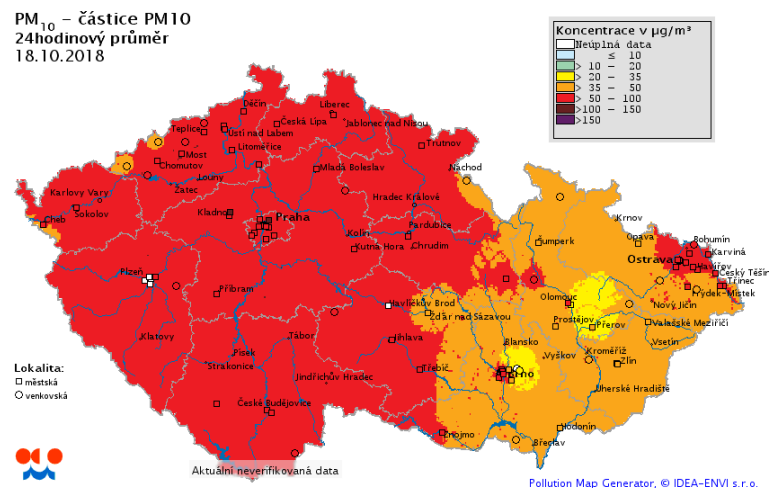 PM10 – částice PM10
24hodinový průměr
18.10.2018
Koncentrace v µg/m³
Neúplná data
≤ 10
> 10 – 20
> 20 – 35
> 35 – 50
> 50 – 100
>100 – 150
>150
Děčín
Liberec
Teplice
Česká Lípa
Jablonec nad Nisou
Ústí nad Labem
Trutnov
Litoměřice
Most
Chomutov
Mladá Boleslav
Náchod
Louny
Žatec
Karlovy Vary
Sokolov
Hradec Králové
Kladno
Praha
Cheb
Krnov
Pardubice
Kolín
Opava
Bohumín
Šumperk
Kutná Hora
Chrudim
Karviná
Ostrava
Havířov
Plzeň
Český Těšín
Třinec
Příbram
Frýdek-Místek
Olomouc
Havlíčkův Brod
Nový Jičín
Žďár nad Sázavou
Prostějov
Přerov
Valašské Meziříčí
Klatovy
Tábor
Jihlava
Blansko
Vsetín
Písek
Vyškov
Kroměříž
Zlín
Strakonice
Třebíč
Brno
Jindřichův Hradec
Uherské Hradiště
České Budějovice
Hodonín
Znojmo
Břeclav
Lokalita:
městská
venkovská
Aktuální neverifikovaná data
Pollution Map Generator, © IDEA-ENVI s.r.o.